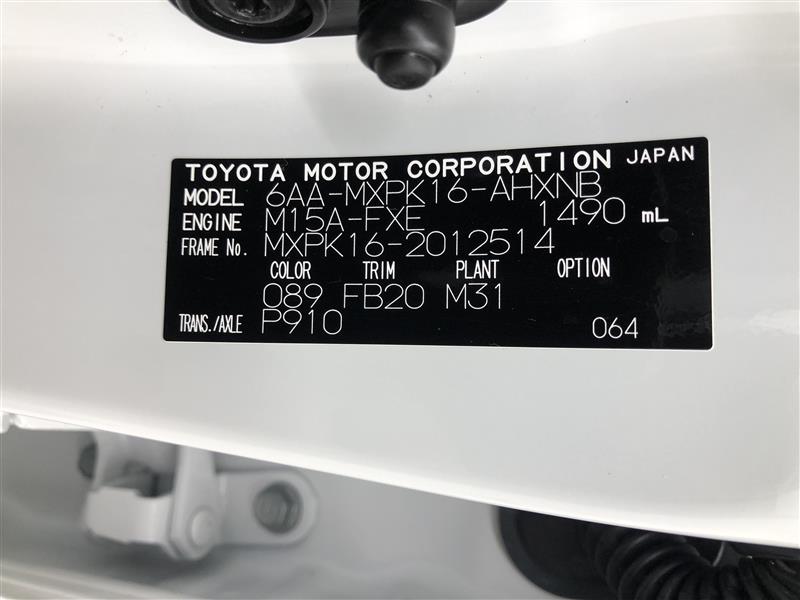 TOYOTA MOTOR CORPORATION JAPAN
MODEL 6AA-MXPK16-AHXNB
ENGINE M15A-FXE 1490 mL
FRAME No. MXPK16-2012514
COLOR TRIM PLANT OPTION
089 FB20 M31
TRANS./AXLE P910 064